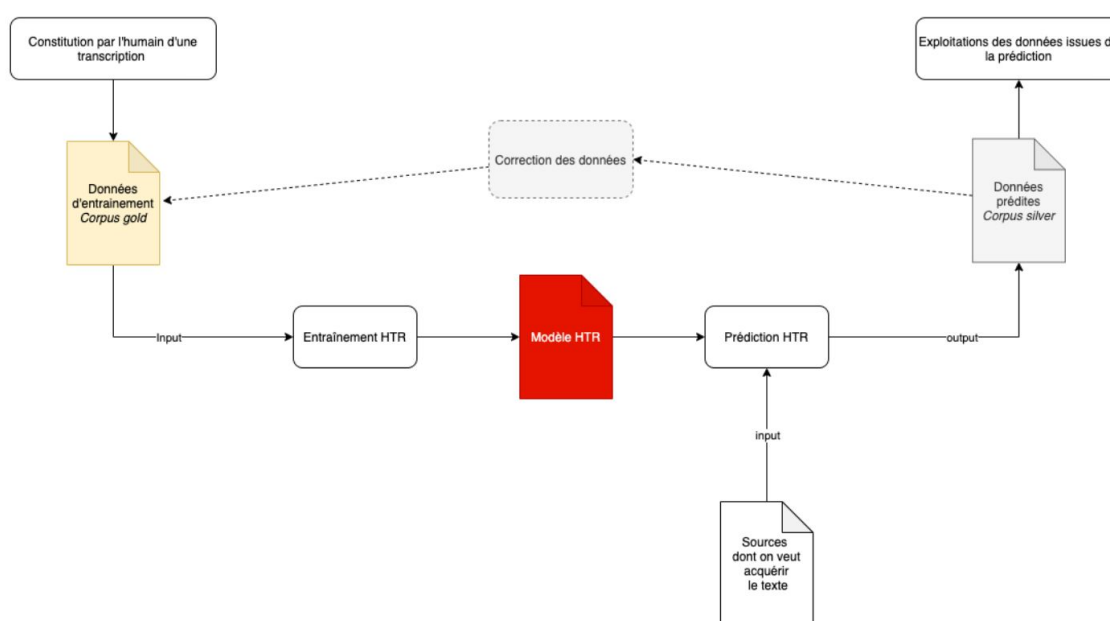 Constitution par l'humain d'une
transcription
Exploitations des données issues d
la prédiction
Correction des données
Données
d'entrainement
Corpus gold
Données
prédites
Corpus silver
Input
Entraînement HTR
Modèle HTR
Prédiction HTR
output
input
Sources
dont on veut
acquérir
le texte